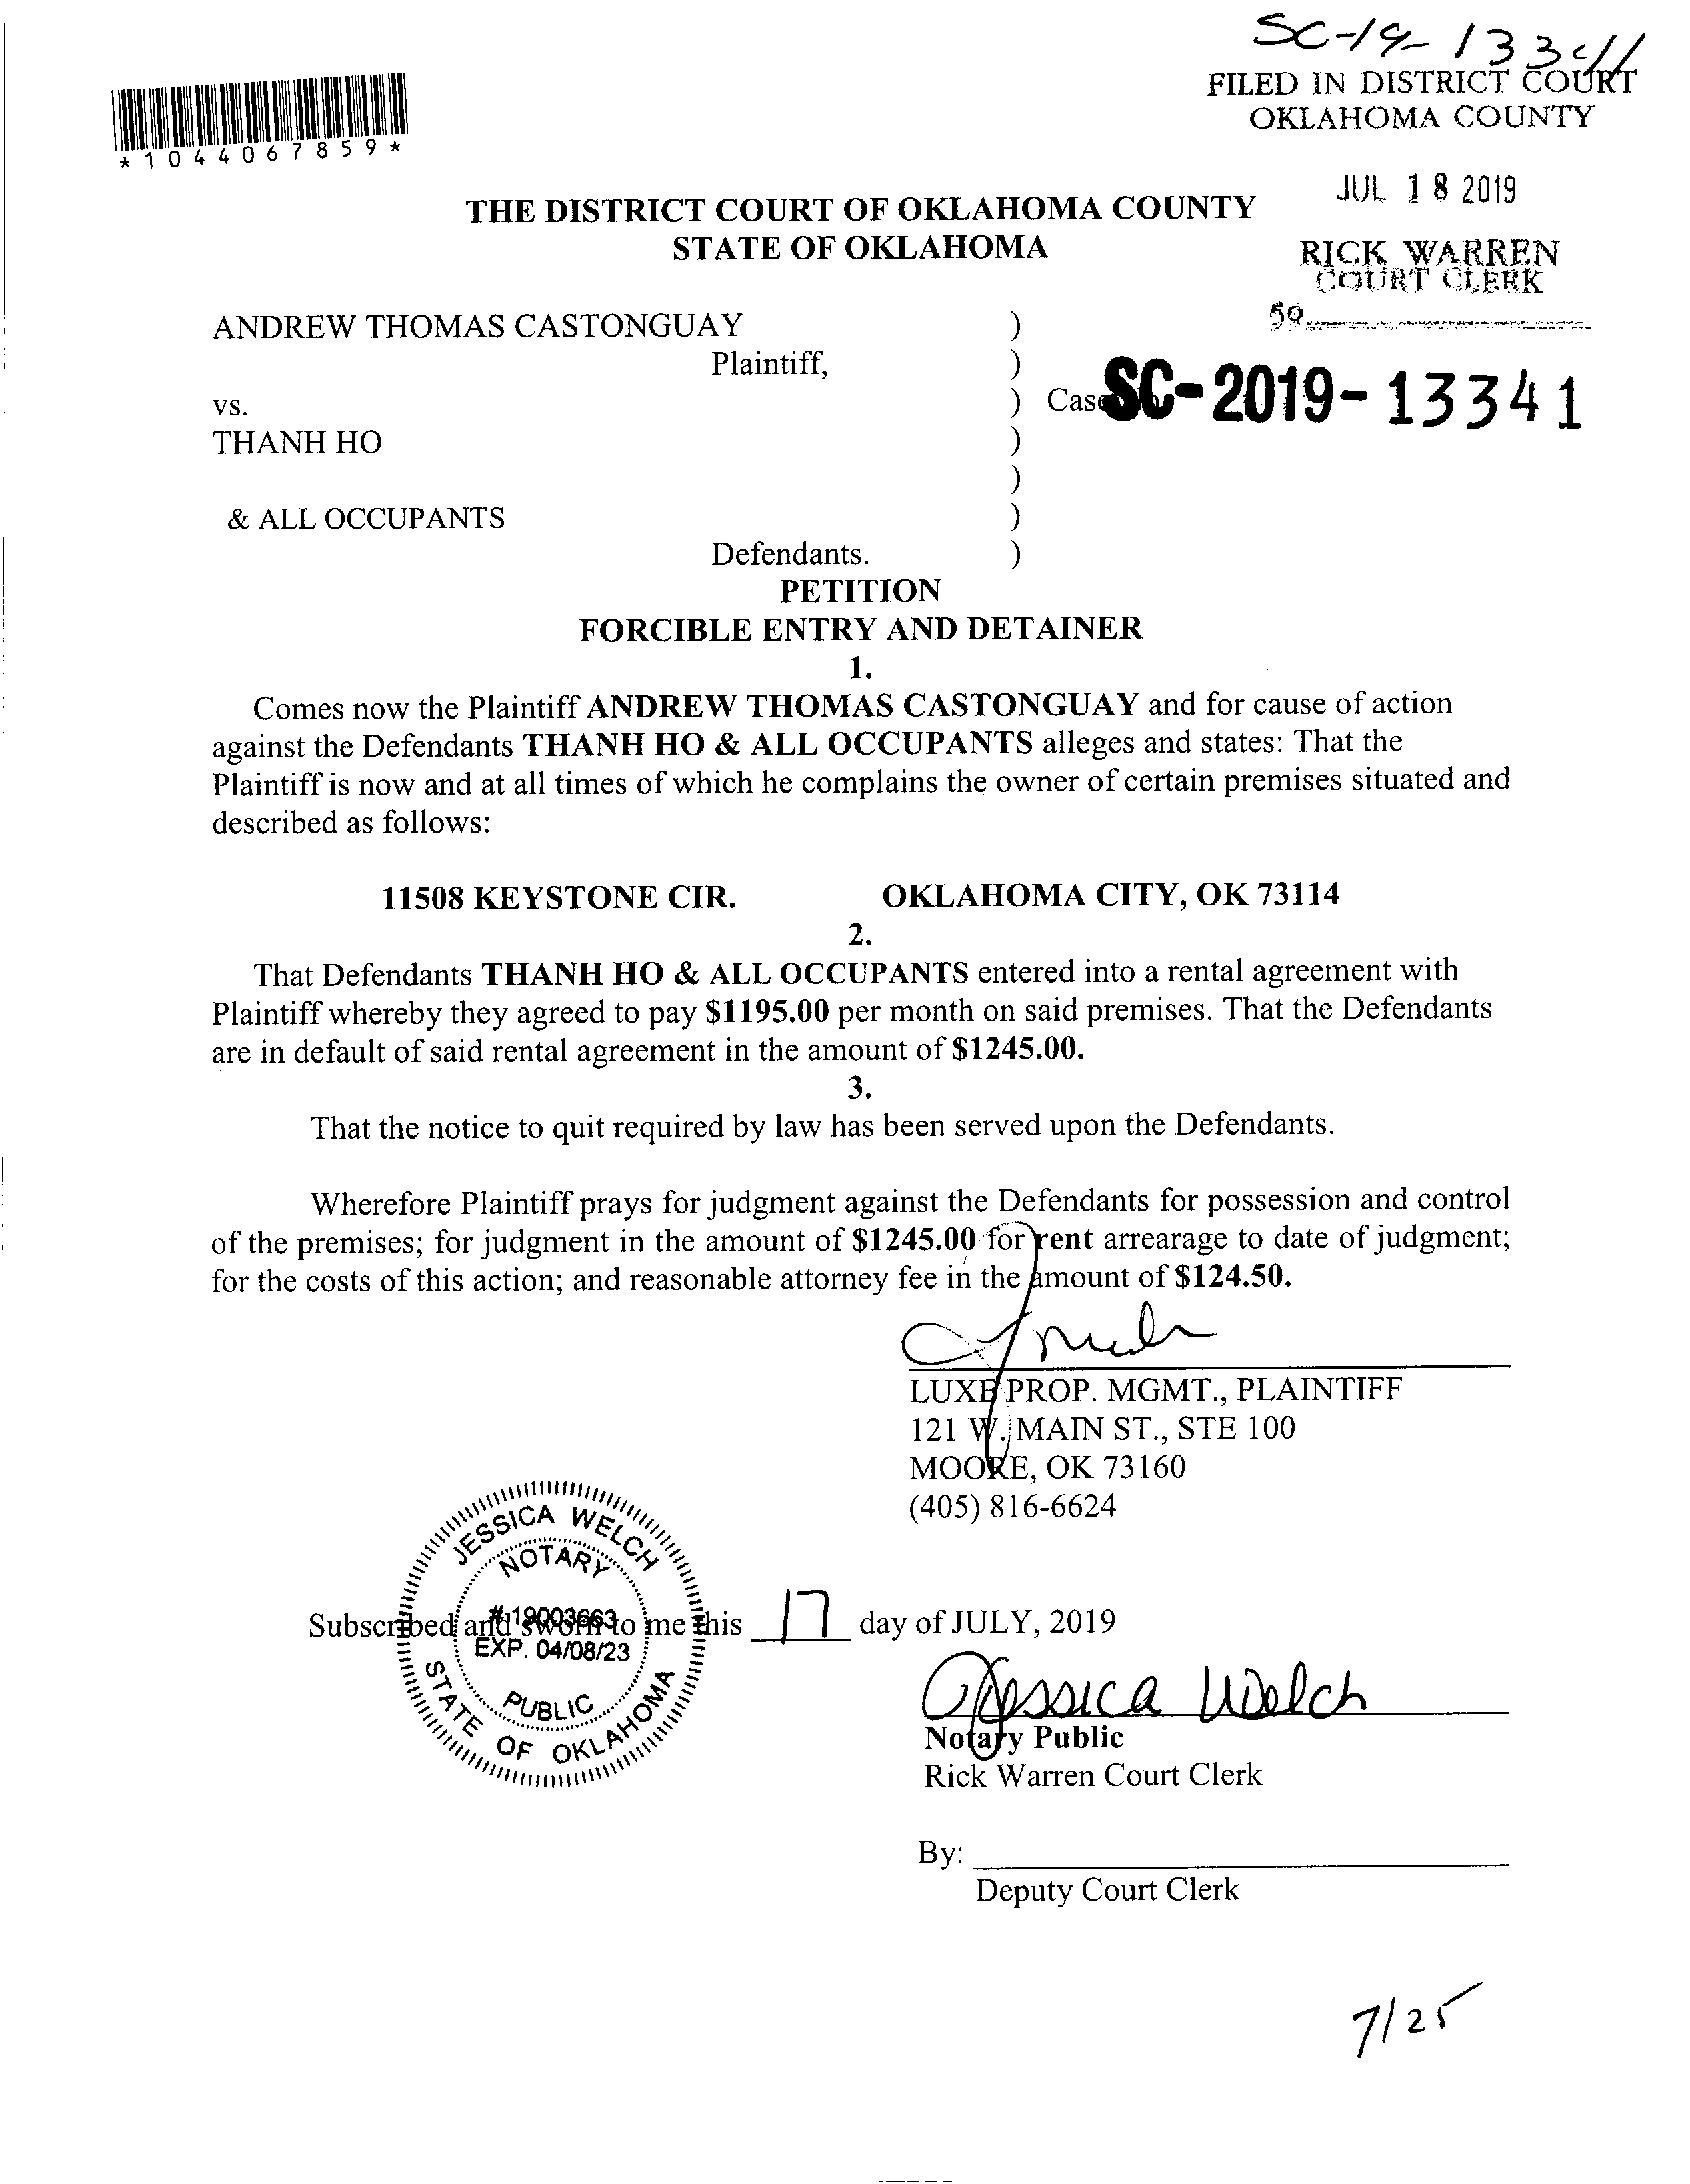 SC-19-13341
FILED IN DISTRICT COURT
OKLAHOMA COUNTY
*1044067859*
JUL 18 2019
THE DISTRICT COURT OF OKLAHOMA COUNTY
STATE OF OKLAHOMA
RICK WARREN
COURT CLERK
59
ANDREW THOMAS CASTONGUAY )
Plaintiff, )
vs. ) Case SC-2019-13341
THANH HO )
)
& ALL OCCUPANTS )
Defendants. )
PETITION
FORCIBLE ENTRY AND DETAINER
1.
Comes now the Plaintiff ANDREW THOMAS CASTONGUAY and for cause of action
against the Defendants THANH HO & ALL OCCUPANTS alleges and states: That the
Plaintiff is now and at all times of which he complains the owner of certain premises situated and
described as follows:
11508 KEYSTONE CIR. OKLAHOMA CITY, OK 73114
2.
That Defendants THANH HO & ALL OCCUPANTS entered into a rental agreement with
Plaintiff whereby they agreed to pay $1195.00 per month on said premises. That the Defendants
are in default of said rental agreement in the amount of $1245.00.
3.
That the notice to quit required by law has been served upon the Defendants.
Wherefore Plaintiff prays for judgment against the Defendants for possession and control
of the premises; for judgment in the amount of $1245.00 for rent arrearage to date of judgment;
for the costs of this action; and reasonable attorney fee in the amount of $124.50.
LUXE PROP. MGMT., PLAINTIFF
121 W. MAIN ST., STE 100
MOORE, OK 73160
(405) 816-6624
JESSICA WELCH
NOTARY
# 19003663
EXP. 04/08/23
PUBLIC
STATE OF OKLAHOMA
Subscribed and sworn to me this 17 day of JULY, 2019
Jessica Welch
Notary Public
Rick Warren Court Clerk
By:
Deputy Court Clerk
7/25